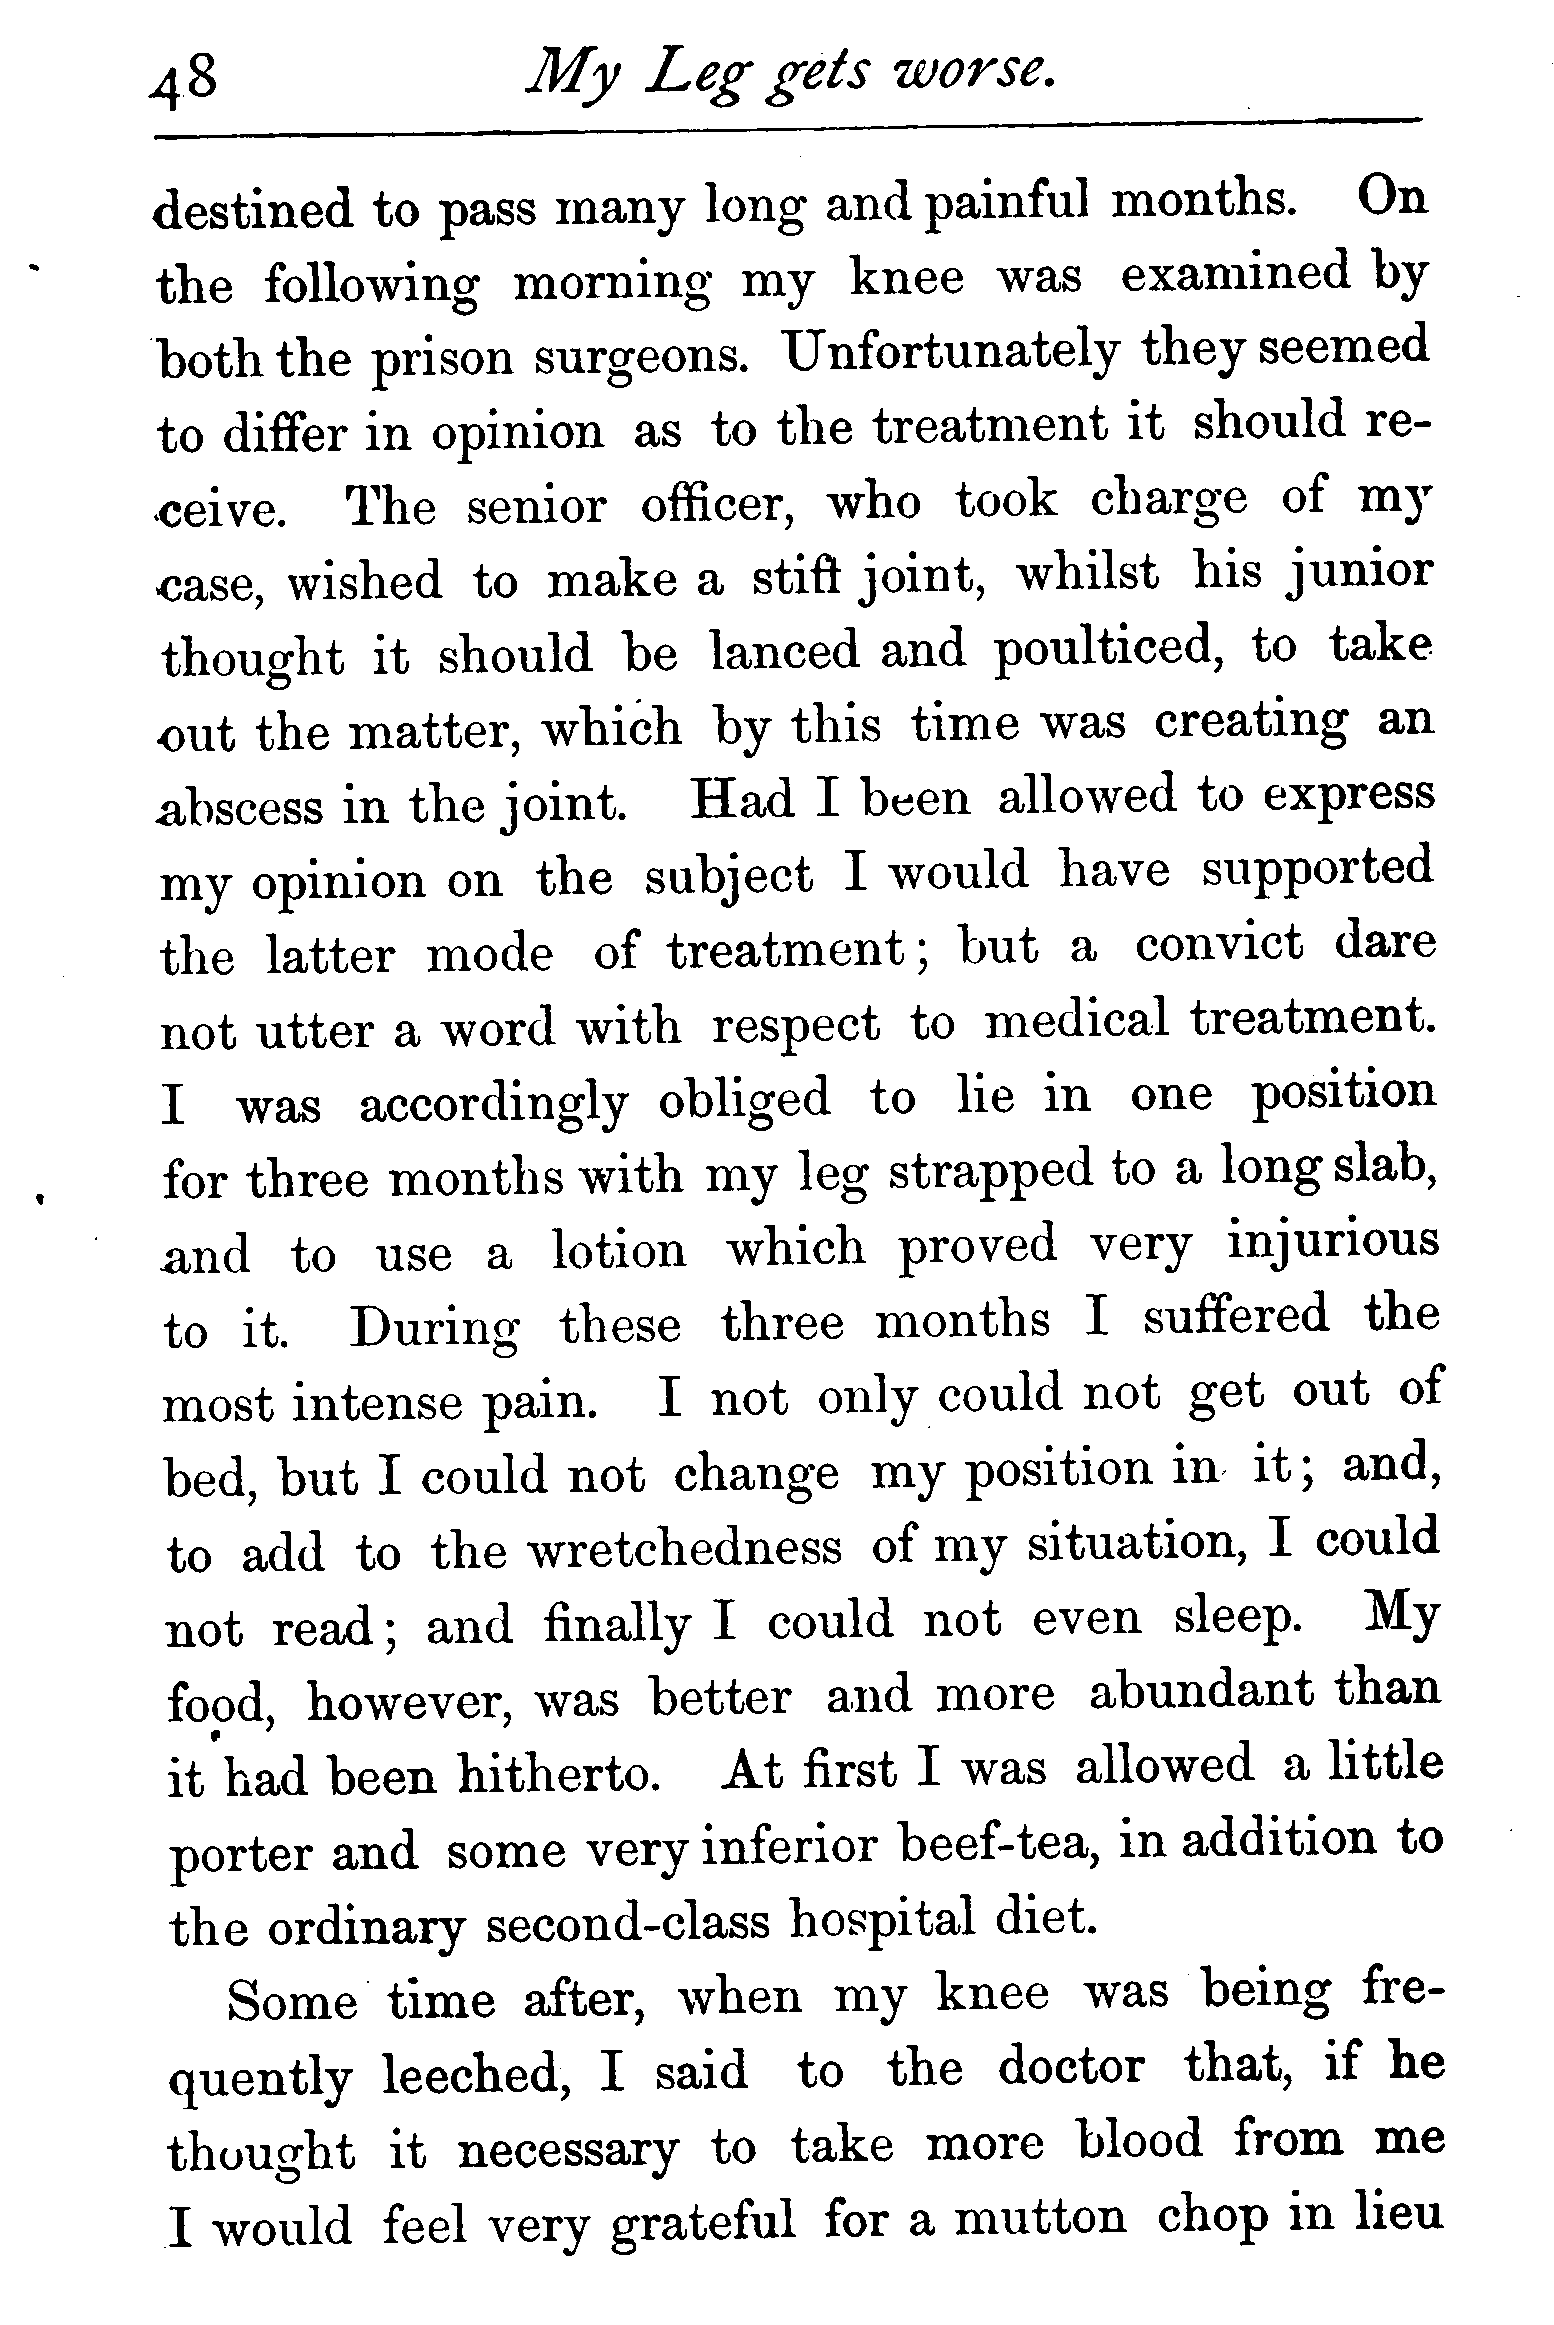 48 My Leg gets worse.
destined to pass many long and painful months. On
the following morning my knee was examined by
both the prison surgeons. Unfortunately they seemed
to differ in opinion as to the treatment it should re-
ceive. The senior officer, who took charge of my
case, wished to make a stiff joint, whilst his junior
thought it should be lanced and poulticed, to take
out the matter, which by this time was creating an
abscess in the joint. Had I been allowed to express
my opinion on the subject I would have supported
the latter mode of treatment; but a convict dare
not utter a word with respect to medical treatment.
I was accordingly obliged to lie in one position
for three months with my leg strapped to a long slab,
and to use a lotion which proved very injurious
to it. During these three months I suffered the
most intense pain. I not only could not get out of
bed, but I could not change my position in it; and,
to add to the wretchedness of my situation, I could
not read; and finally I could not even sleep. My
food, however, was better and more abundant than
it had been hitherto. At first I was allowed a little
porter and some very inferior beef-tea, in addition to
the ordinary second-class hospital diet.
Some time after, when my knee was being fre-
quently leeched, I said to the doctor that, if he
thought it necessary to take more blood from me
I would feel very grateful for a mutton chop in lieu